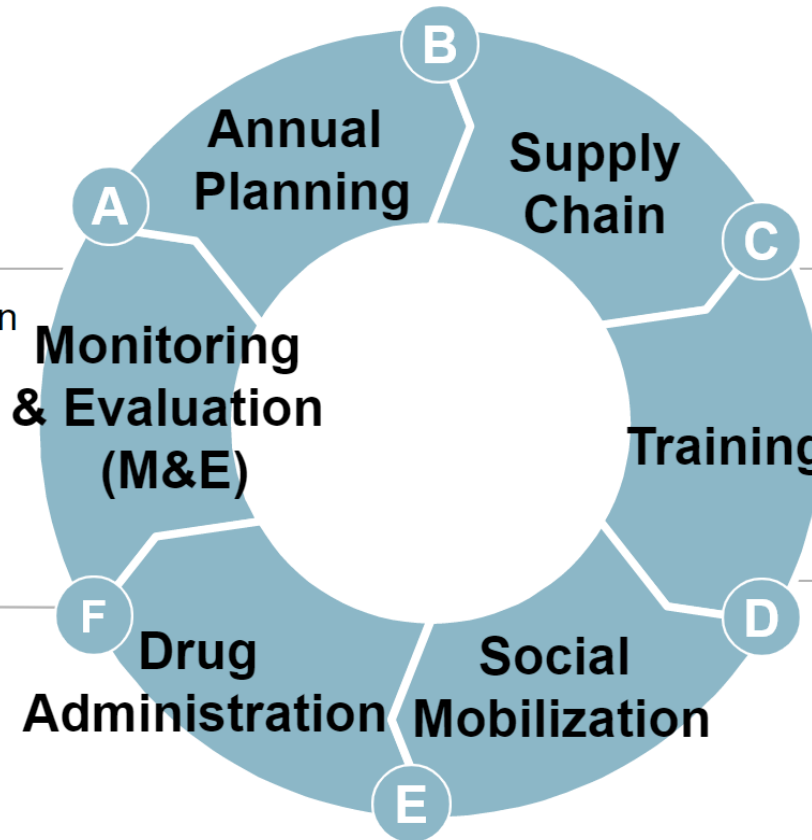 B
Annual
Planning
Supply
Chain
A
C
n
Monitoring
& Evaluation
(M&E)
Training
F
D
Drug
Administration
Social
Mobilization
E